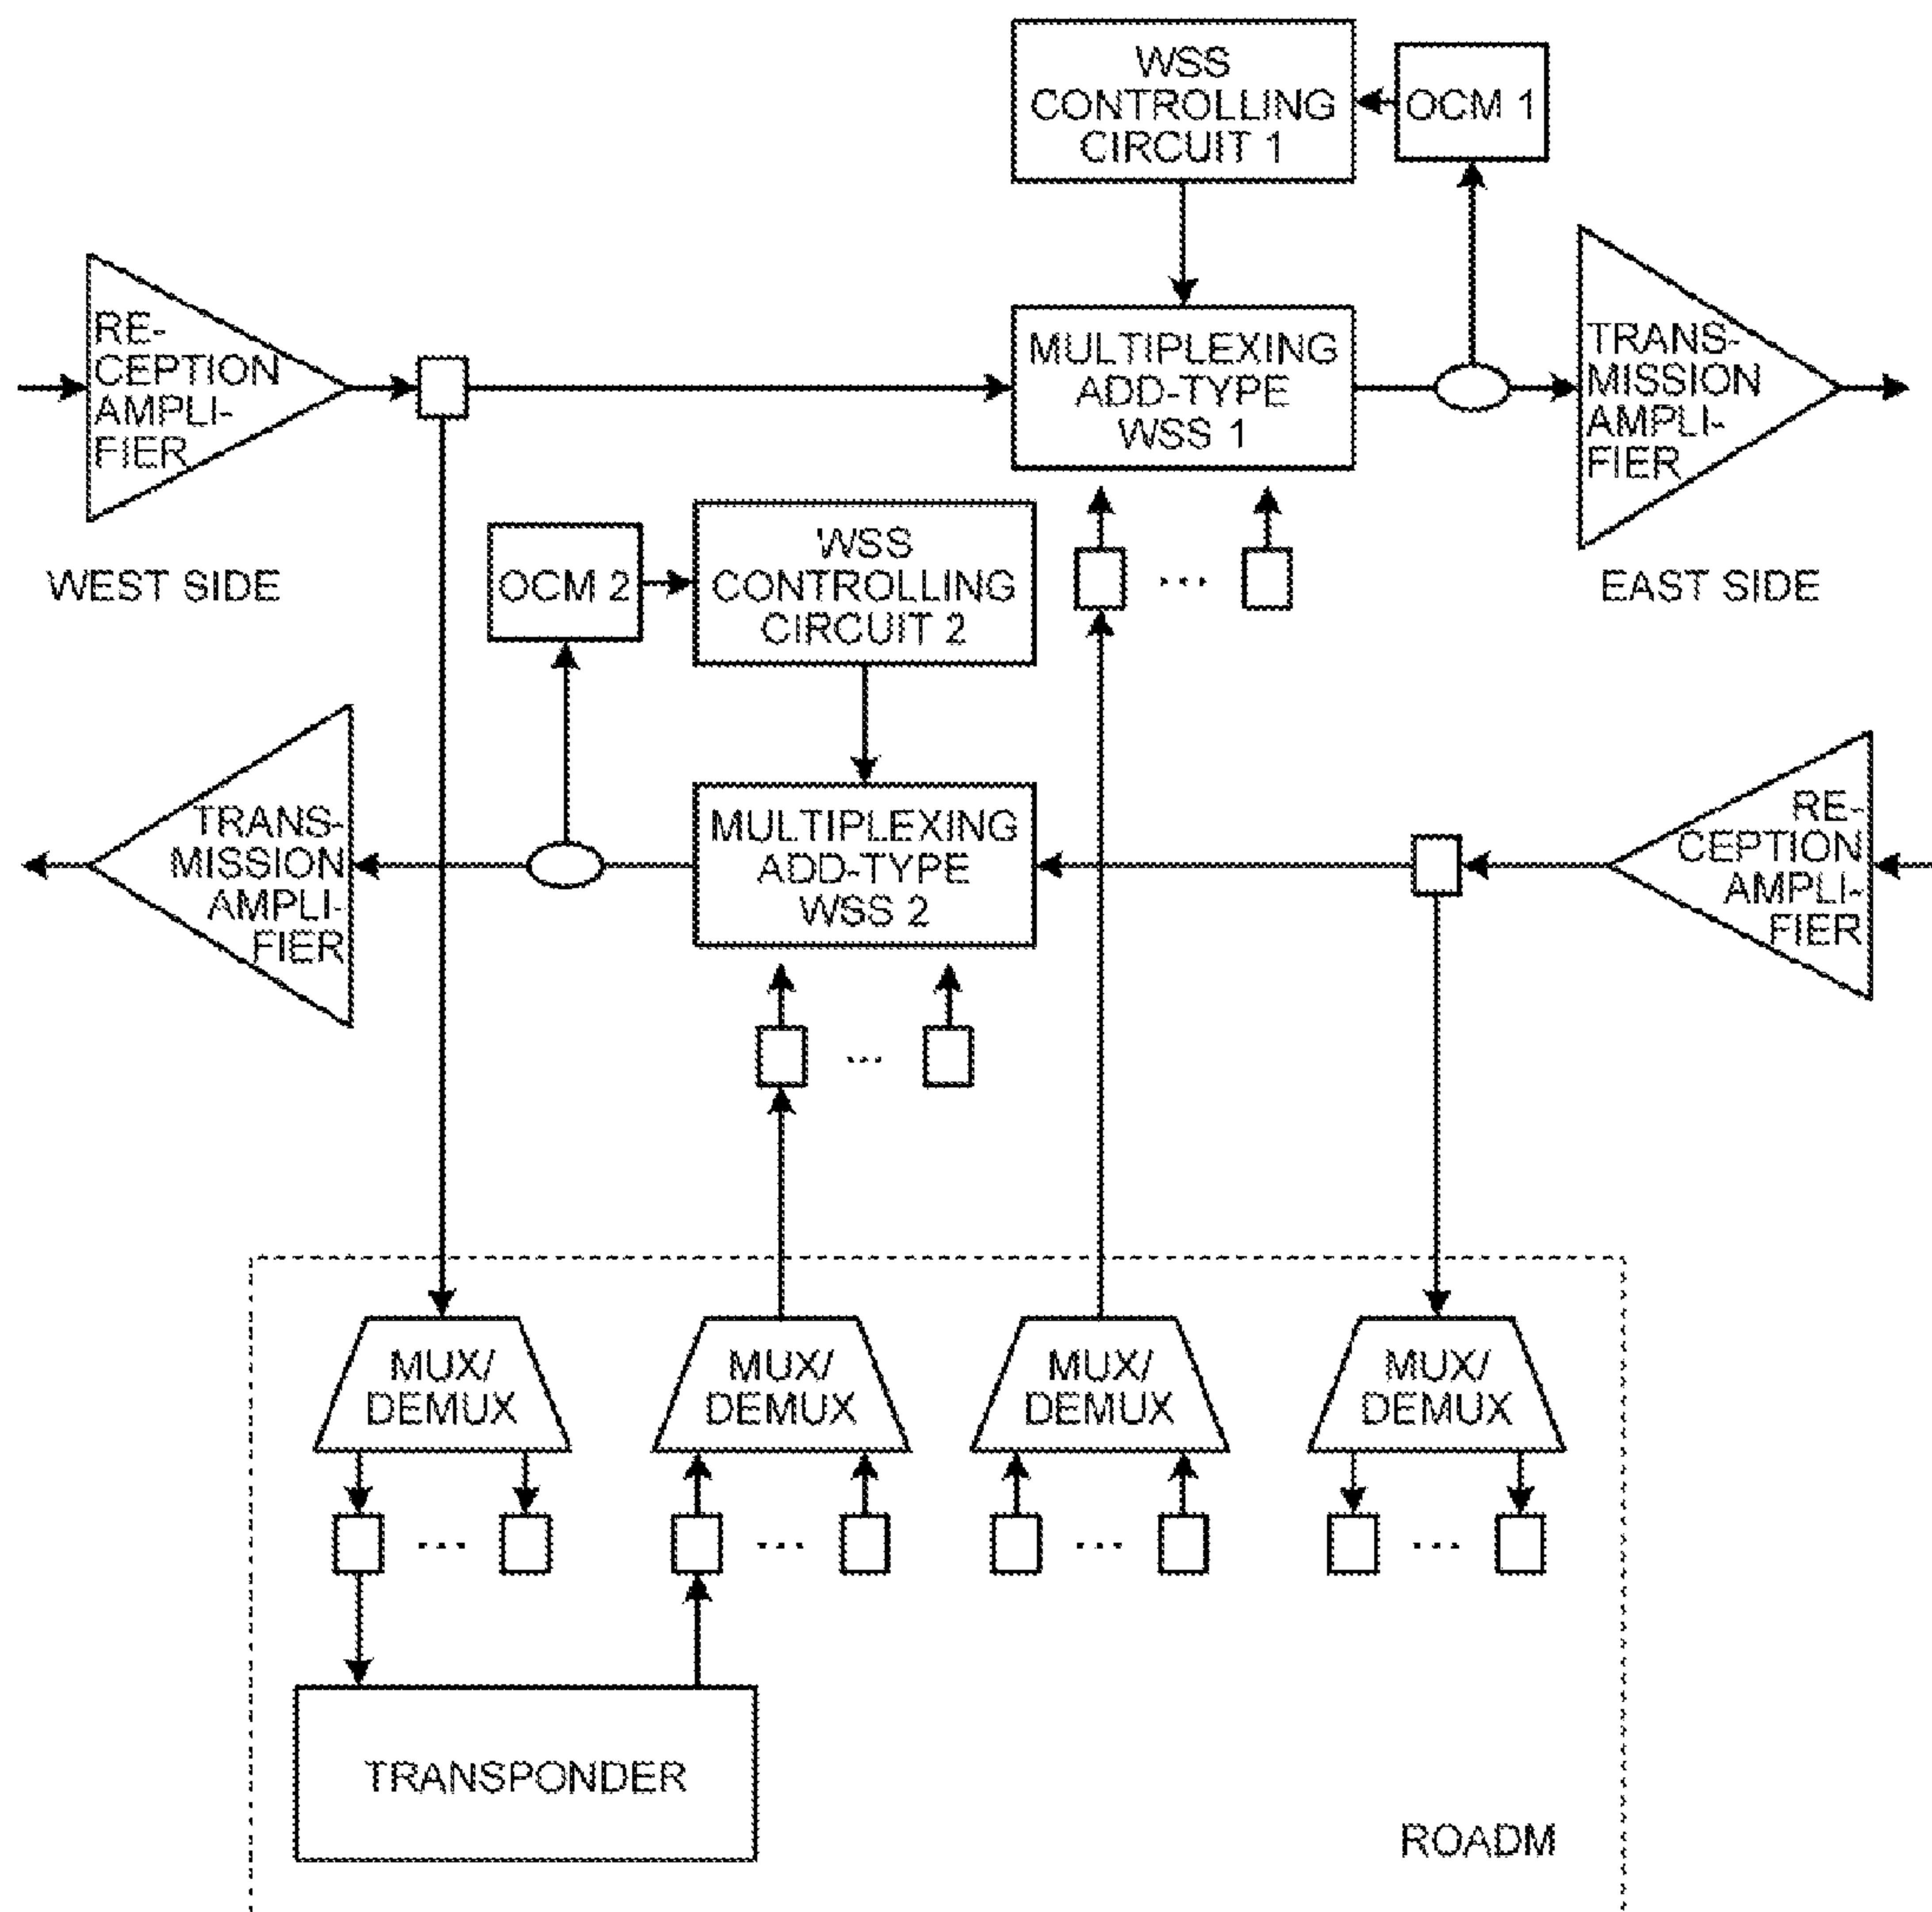 WSS
CONTROLLING
CIRCUIT 1
OCM 1
RE-
CEPTION
AMPLI-
FIER
MULTIPLEXING
ADD-TYPE
WSS 1
TRANS-
MISSION
AMPLI-
FIER
WEST SIDE
OCM 2
WSS
CONTROLLING
CIRCUIT 2
...
EAST SIDE
TRANS-
MISSION
AMPLI-
FIER
MULTIPLEXING
ADD-TYPE
WSS 2
RE-
CEPTION
AMPLI-
FIER
...
MUX/
DEMUX
MUX/
DEMUX
MUX/
DEMUX
MUX/
DEMUX
...
...
...
...
TRANSPONDER
ROADM